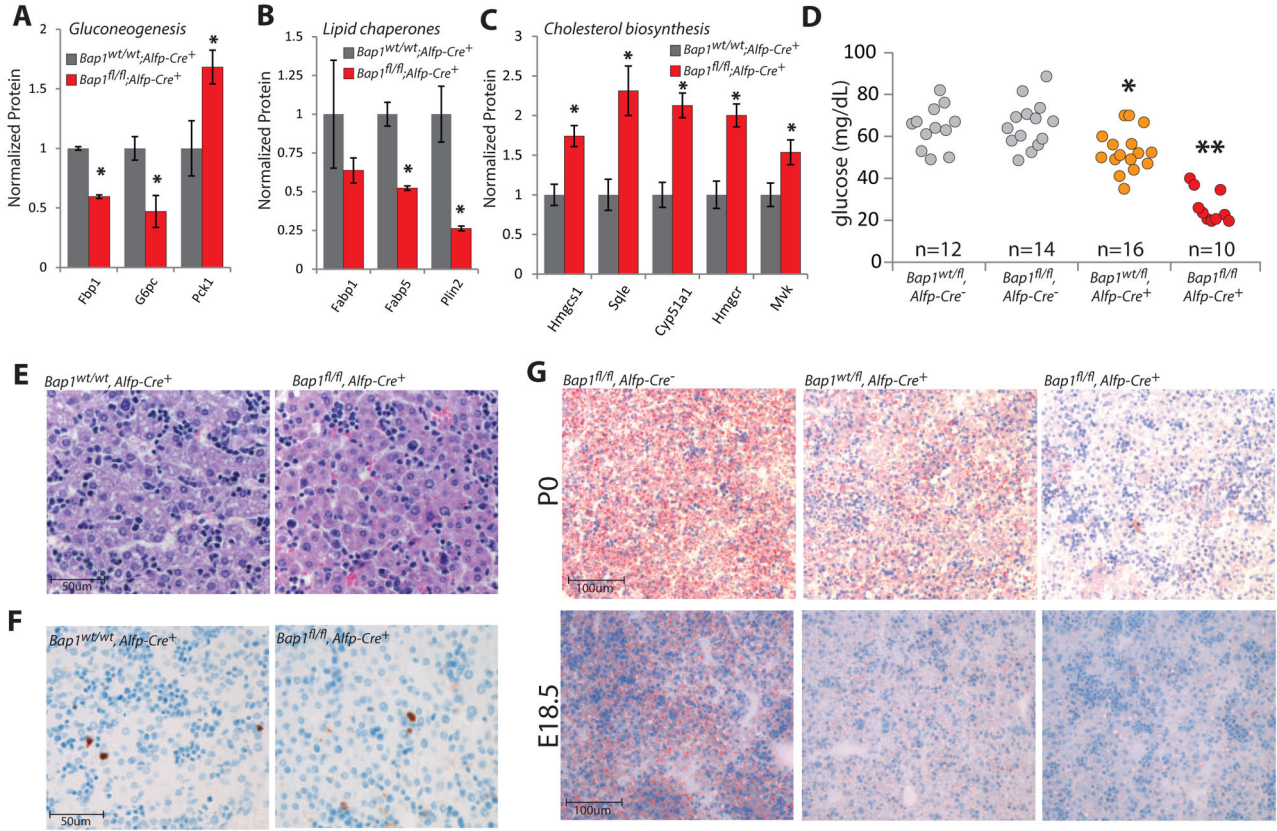 A
Gluconeogenesis
Bap1wt/wt;Alfp-Cre+
Bap1fl/fl;Alfp-Cre+
Normalized Protein
2
1.5
1
0.5
0
*
*
*
Fbp1
G6pc
Pck1
B
Lipid chaperones
Bap1wt/wt;Alfp-Cre+
Bap1fl/fl;Alfp-Cre+
Normalized Protein
1.5
1.25
1
0.75
0.5
0.25
0
*
*
Fabp1
Fabp5
Plin2
C
Cholesterol biosynthesis
Bap1wt/wt;Alfp-Cre+
Bap1fl/fl;Alfp-Cre+
Normalized Protein
3
2.5
2
1.5
1
0.5
0
*
*
*
*
*
Hmgcs1
Sqle
Cyp51a1
Hmgcr
Mvk
D
glucose (mg/dL)
100
80
60
40
20
0
*
**
n=12
n=14
n=16
n=10
Bap1wt/fl, Alfp-Cre-
Bap1fl/fl, Alfp-Cre-
Bap1wt/fl, Alfp-Cre+
Bap1fl/fl, Alfp-Cre+
E
Bap1wt/wt, Alfp-Cre+
Bap1fl/fl, Alfp-Cre+
50um
F
Bap1wt/wt, Alfp-Cre+
Bap1fl/fl, Alfp-Cre+
50um
G
Bap1fl/fl, Alfp-Cre-
Bap1wt/fl, Alfp-Cre+
Bap1fl/fl, Alfp-Cre+
P0
100um
E18.5
100um